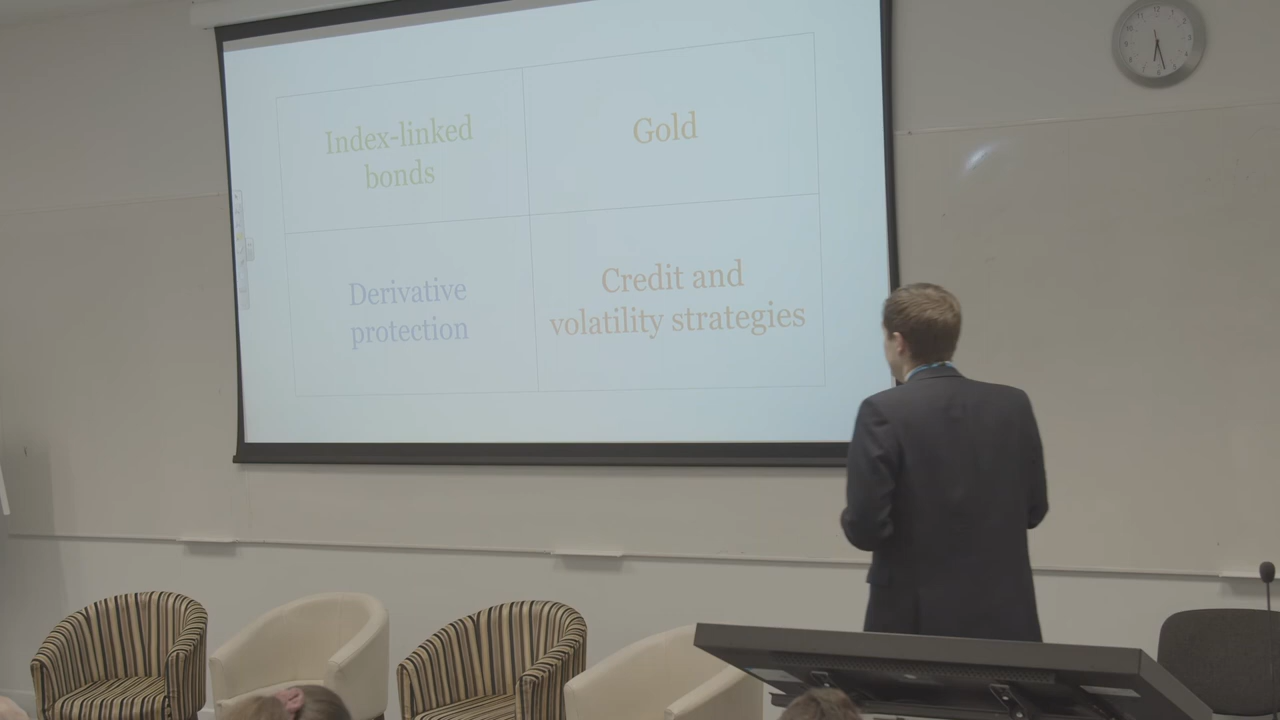 Index-linked
bonds
Gold
Derivative
protection
Credit and
volatility strategies